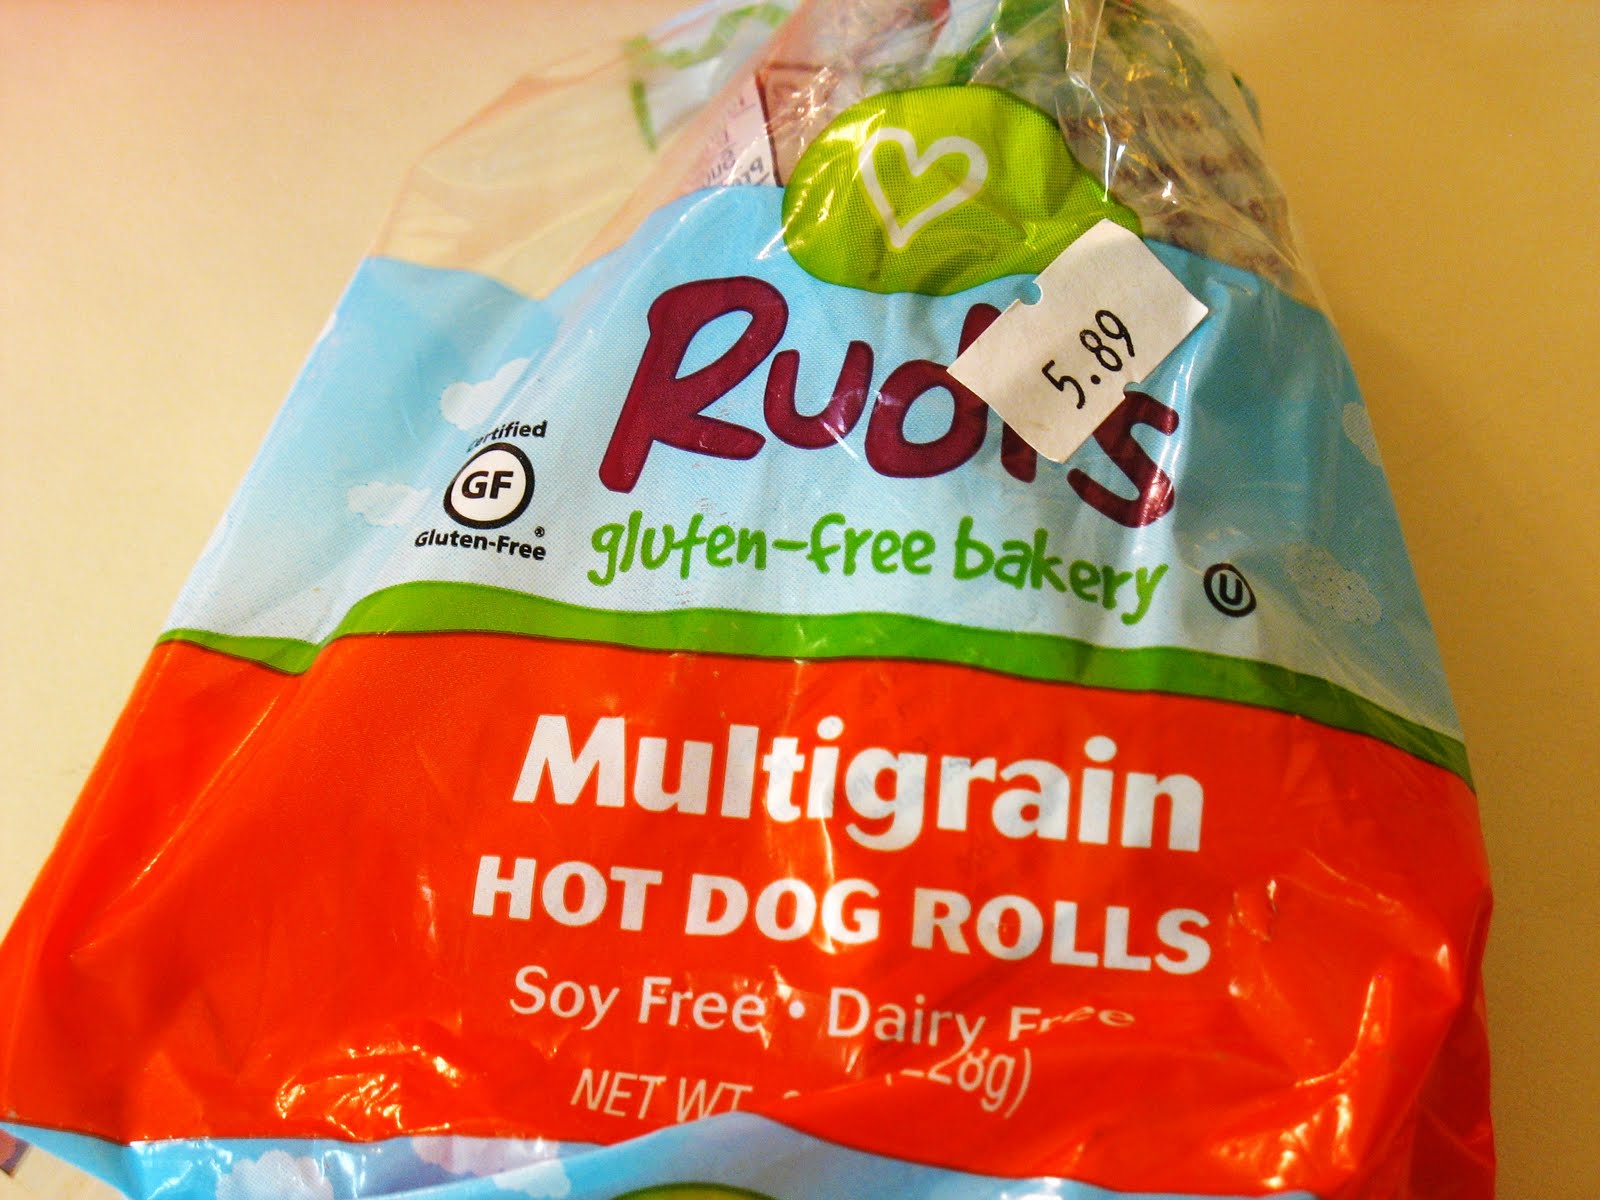 Rudi's
5.89
Certified
GF
Gluten-Free®
gluten-free bakery
U
Multigrain
HOT DOG ROLLS
Soy Free • Dairy Free
NET WT.